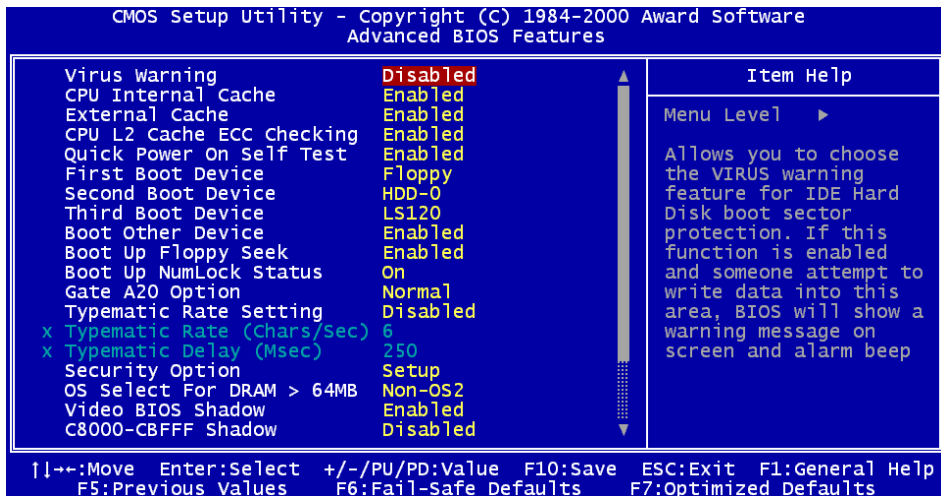 CMOS Setup Utility - Copyright (C) 1984-2000 Award Software
Advanced BIOS Features
Virus Warning Disabled
CPU Internal Cache Enabled
External Cache Enabled
CPU L2 Cache ECC Checking Enabled
Quick Power On Self Test Enabled
First Boot Device Floppy
Second Boot Device HDD-0
Third Boot Device LS120
Boot Other Device Enabled
Boot Up Floppy Seek Enabled
Boot Up NumLock Status On
Gate A20 Option Normal
Typematic Rate Setting Disabled
x Typematic Rate (Chars/Sec) 6
x Typematic Delay (Msec) 250
Security Option Setup
OS Select For DRAM > 64MB Non-OS2
Video BIOS Shadow Enabled
C8000-CBFFF Shadow Disabled
Item Help
Menu Level ►
Allows you to choose
the VIRUS warning
feature for IDE Hard
Disk boot sector
protection. If this
function is enabled
and someone attempt to
write data into this
area, BIOS will show a
warning message on
screen and alarm beep
↑↓→←:Move Enter:Select +/-/PU/PD:Value F10:Save ESC:Exit F1:General Help
F5:Previous Values F6:Fail-Safe Defaults F7:Optimized Defaults